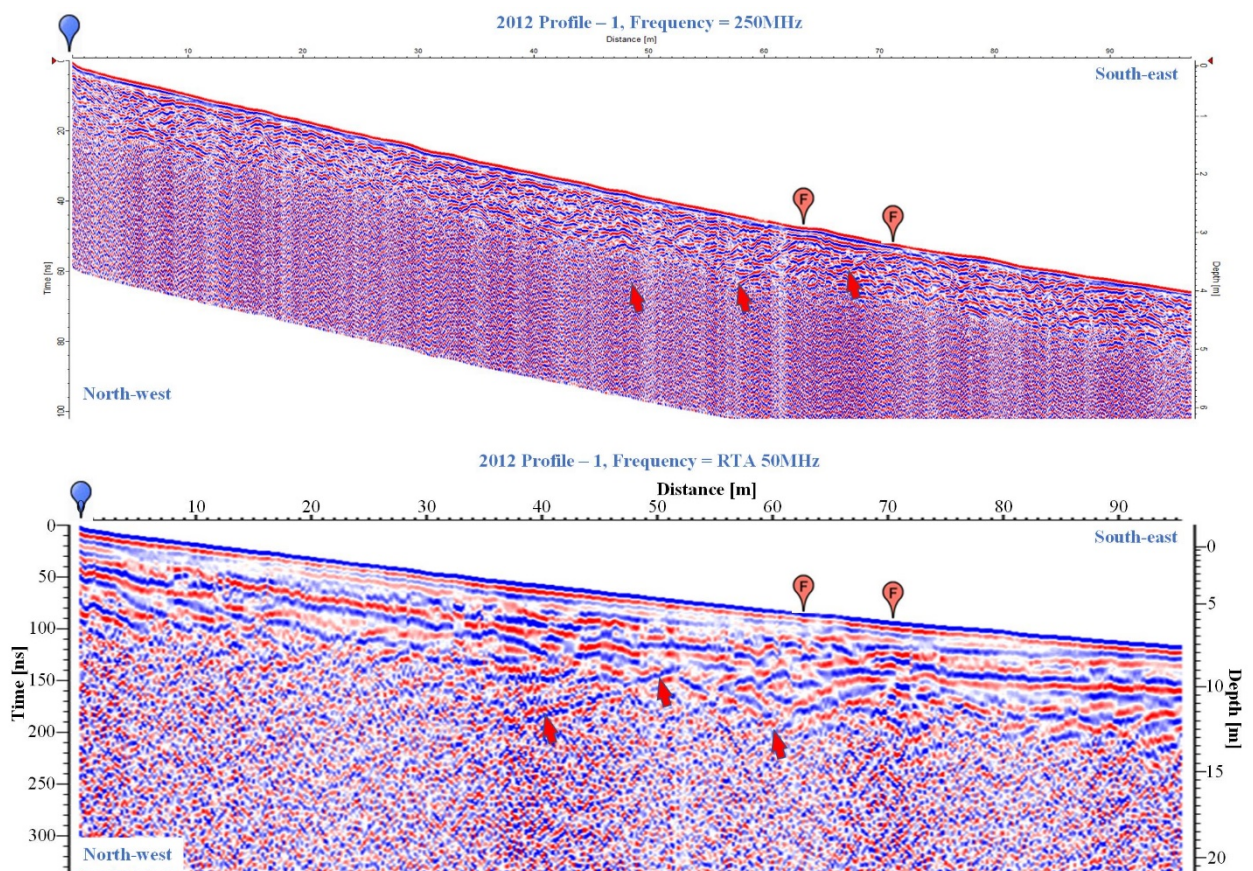 2012 Profile – 1, Frequency = 250MHz
Distance [m]
10 20 30 40 50 60 70 80 90
South-east
F
F
Time [ns]
0
20
40
60
80
100
Depth [m]
0
1
2
3
4
5
6
North-west
2012 Profile – 1, Frequency = RTA 50MHz
Distance [m]
0 10 20 30 40 50 60 70 80 90
South-east
F
F
Time [ns]
0
50
100
150
200
250
300
Depth [m]
0
5
10
15
20
North-west